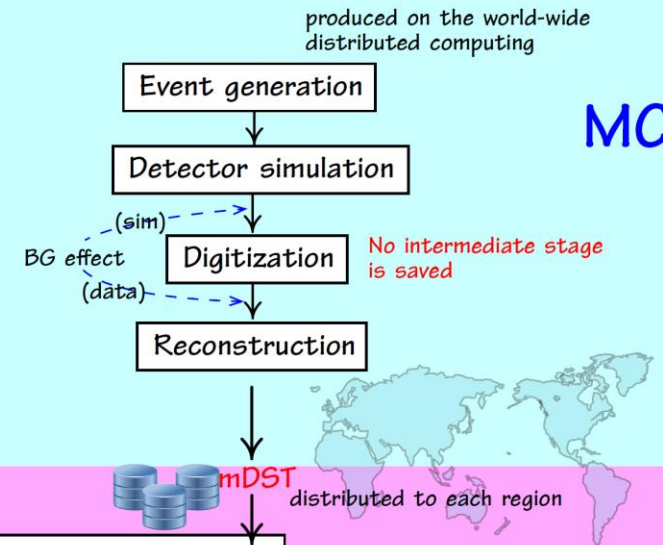 produced on the world-wide
distributed computing
Event generation
MC
Detector simulation
(sim)
BG effect
Digitization
No intermediate stage
is saved
(data)
Reconstruction
mDST
distributed to each region